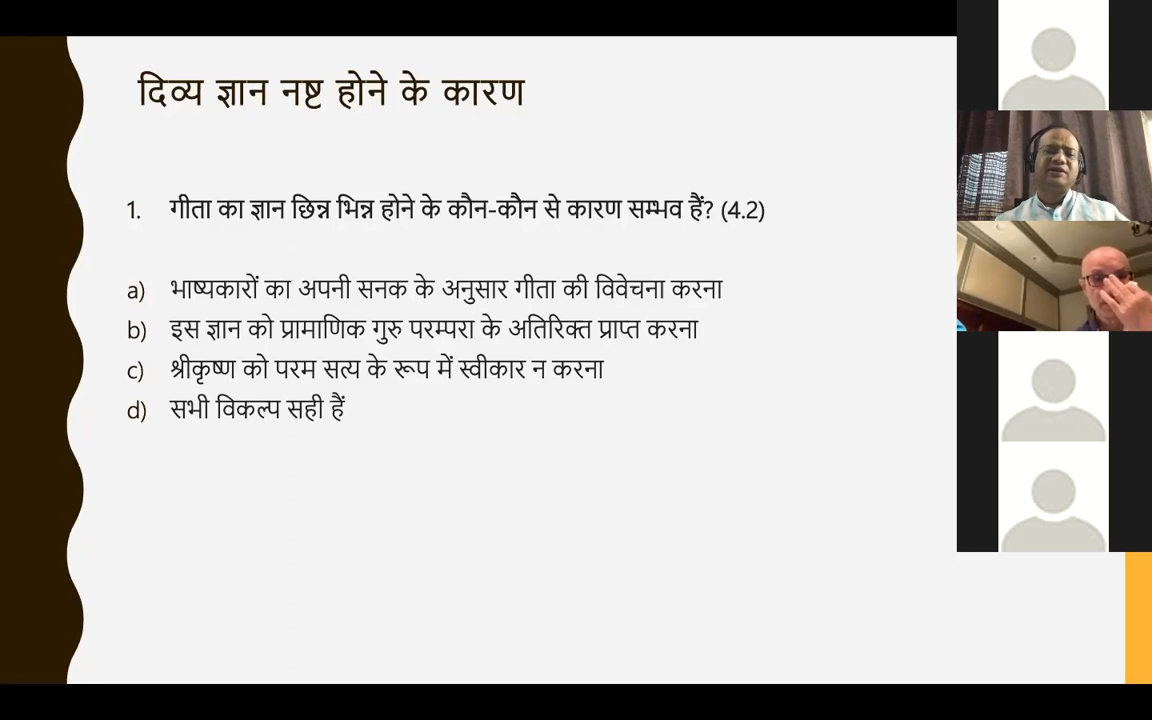 दिव्य ज्ञान नष्ट होने के कारण
1. गीता का ज्ञान छिन्न भिन्न होने के कौन-कौन से कारण सम्भव हैं? (4.2)
a) भाष्यकारों का अपनी सनक के अनुसार गीता की विवेचना करना
b) इस ज्ञान को प्रामाणिक गुरु परम्परा के अतिरिक्त प्राप्त करना
c) श्रीकृष्ण को परम सत्य के रूप में स्वीकार न करना
d) सभी विकल्प सही हैं